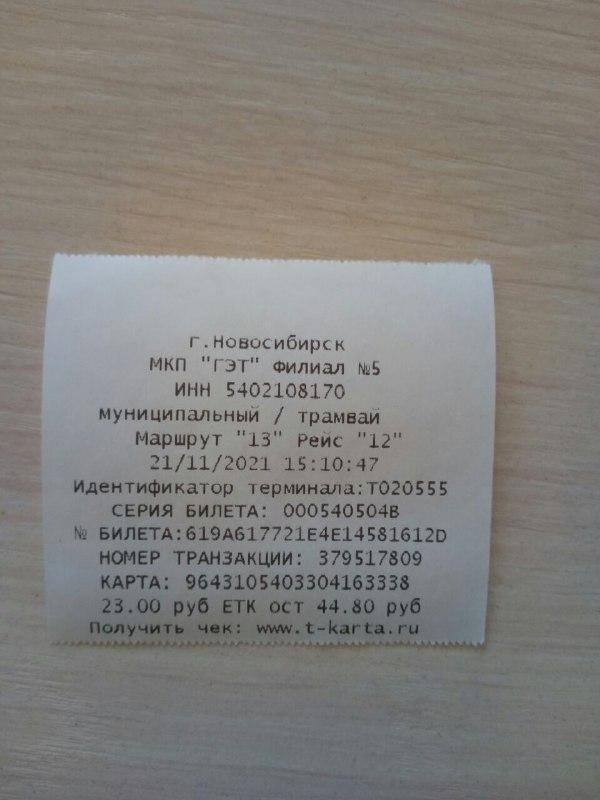 г.Новосибирск
МКП "ГЭТ" Филиал №5
ИНН 5402108170
муниципальный / трамвай
Маршрут "13" Рейс "12"
21/11/2021 15:10:47
Идентификатор терминала:T020555
СЕРИЯ БИЛЕТА: 000540504B
№ БИЛЕТА:619A617721E4E14581612D
НОМЕР ТРАНЗАКЦИИ: 379517809
КАРТА: 9643105403304163338
23.00 руб ЕТК ост 44.80 руб
Получить чек: www.t-karta.ru